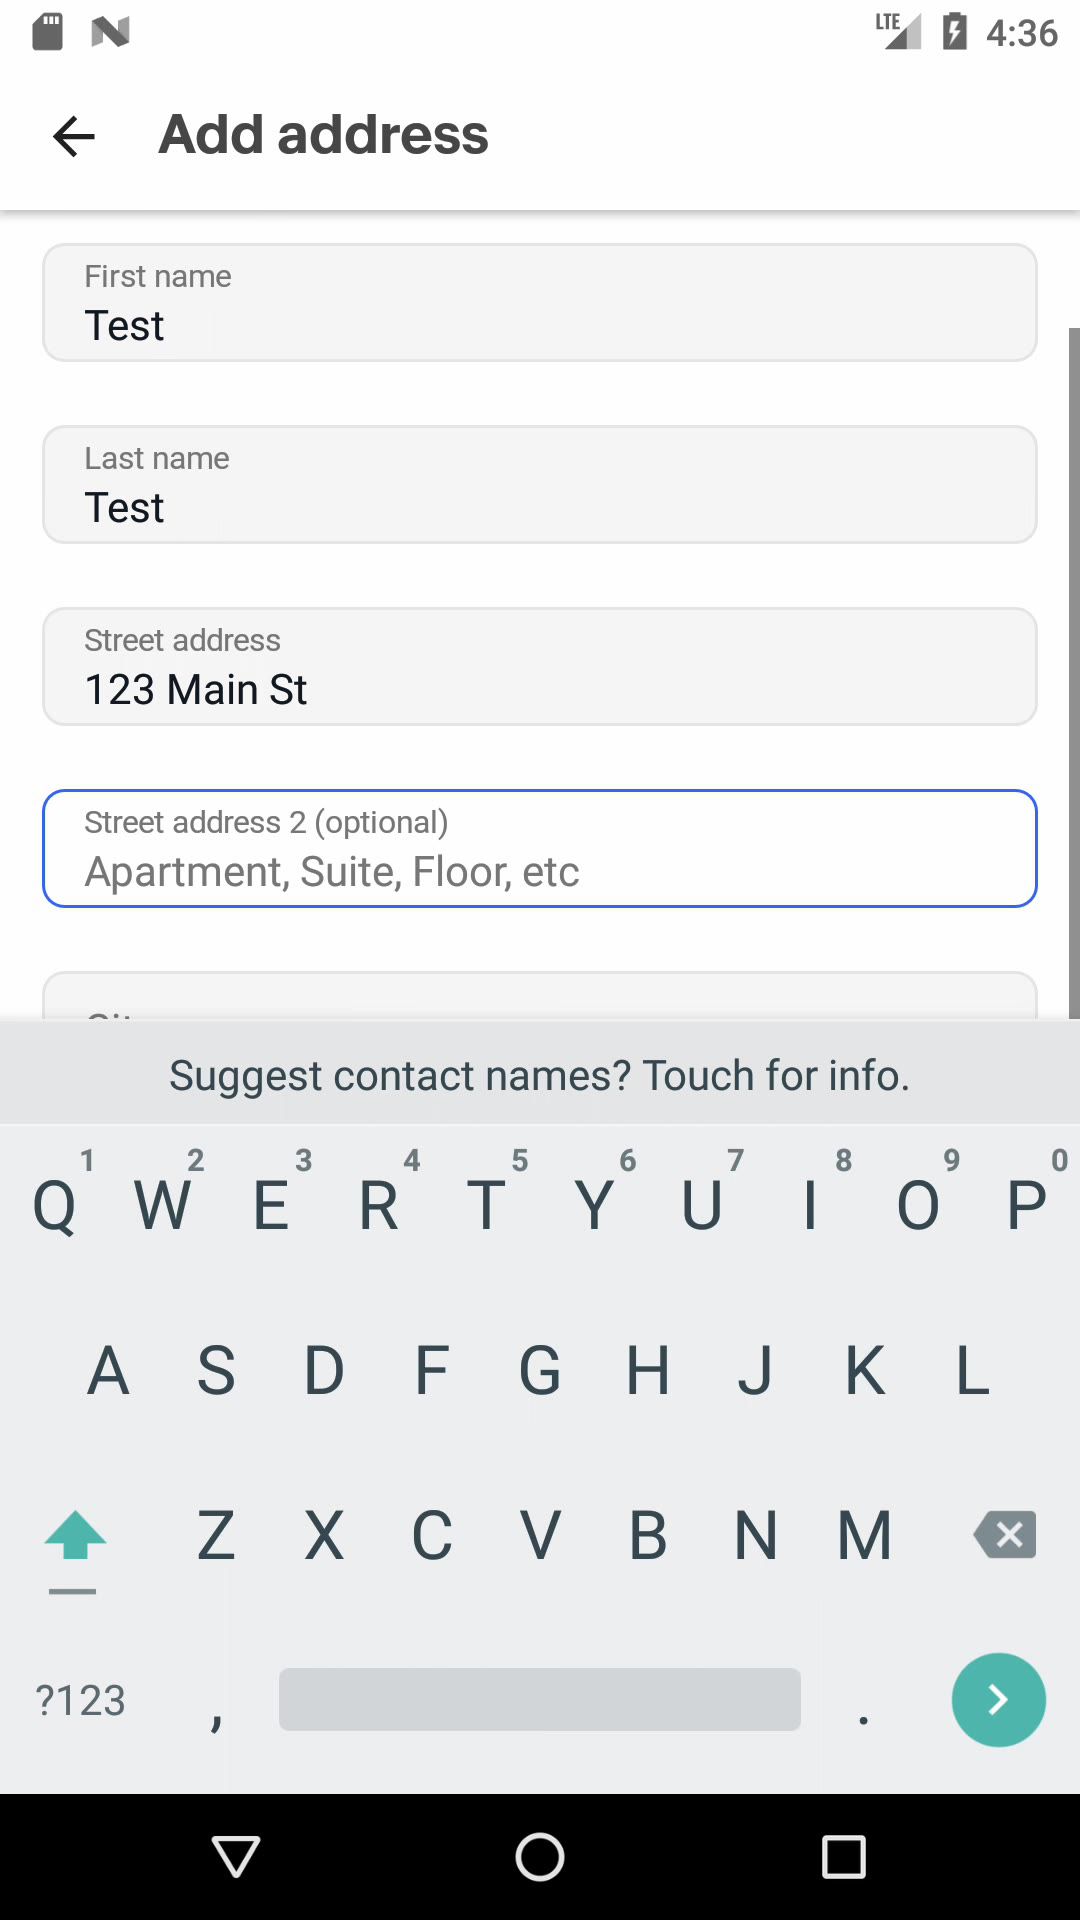 LTE 4:36
Add address
First name
Test
Last name
Test
Street address
123 Main St
Street address 2 (optional)
Apartment, Suite, Floor, etc
Suggest contact names? Touch for info.
1 2 3 4 5 6 7 8 9 0
Q W E R T Y U I O P
A S D F G H J K L
Z X C V B N M
?123 , .